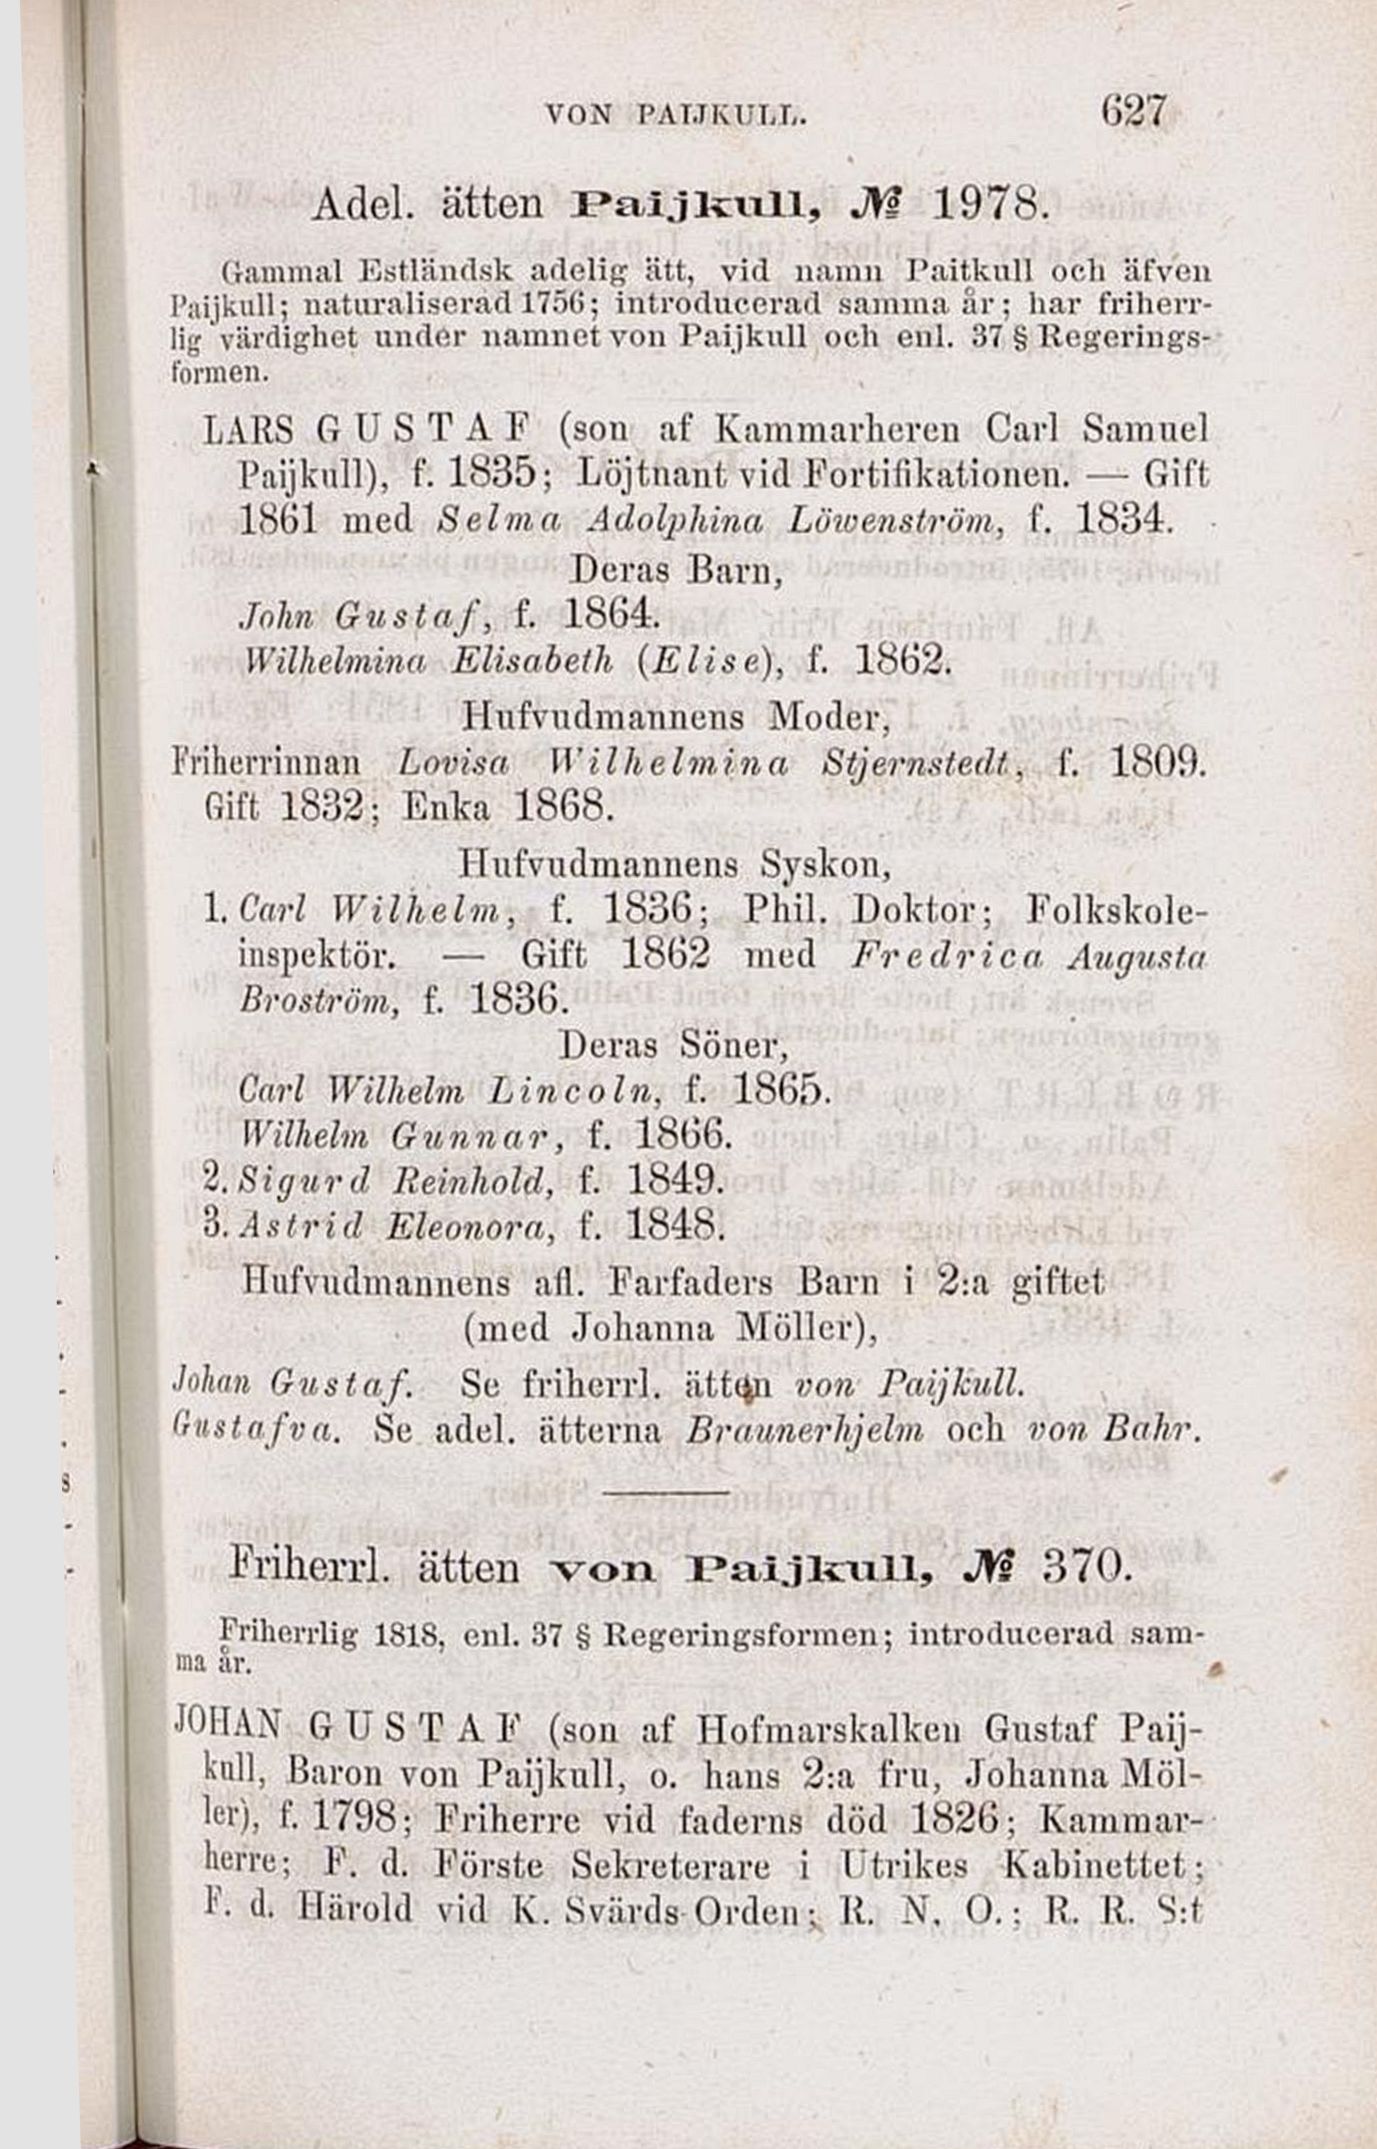 VON PAIJKULL. 627
Adel. ätten Paijkull, № 1978.
Gammal Estländsk adelig ätt, vid namn Paitkull och äfven
Paijkull; naturaliserad 1756; introducerad samma år; har friherr-
lig värdighet under namnet von Paijkull och enl. 37 § Regerings-
formen.
LARS GUSTAF (son af Kammarherren Carl Samuel
Paijkull), f. 1835; Löjtnant vid Fortifikationen. — Gift
1861 med Selma Adolphina Löwenström, f. 1834.
Deras Barn,
John Gustaf, f. 1864.
Wilhelmina Elisabeth (Elise), f. 1862.
Hufvudmannens Moder,
Friherrinnan Lovisa Wilhelmina Stjernstedt, f. 1809.
Gift 1832; Enka 1868.
Hufvudmannens Syskon,
1. Carl Wilhelm, f. 1836; Phil. Doktor; Folkskole-
inspektör. — Gift 1862 med Fredrica Augusta
Broström, f. 1836.
Deras Söner,
Carl Wilhelm Lincoln, f. 1865.
Wilhelm Gunnar, f. 1866.
2. Sigurd Reinhold, f. 1849.
3. Astrid Eleonora, f. 1848.
Hufvudmannens afl. Farfaders Barn i 2:a giftet
(med Johanna Möller),
Johan Gustaf. Se friherrl. ätten von Paijkull.
Gustafva. Se adel. ätterna Braunerhjelm och von Bahr.
Friherrl. ätten von Paijkull, № 370.
Friherrlig 1818, enl. 37 § Regeringsformen; introducerad sam-
ma år.
JOHAN GUSTAF (son af Hofmarskalken Gustaf Paij-
kull, Baron von Paijkull, o. hans 2:a fru, Johanna Möl-
ler), f. 1798; Friherre vid faderns död 1826; Kammar-
herre; F. d. Förste Sekreterare i Utrikes Kabinettet;
F. d. Härold vid K. Svärds-Orden; R. N. O.; R. R. S:t